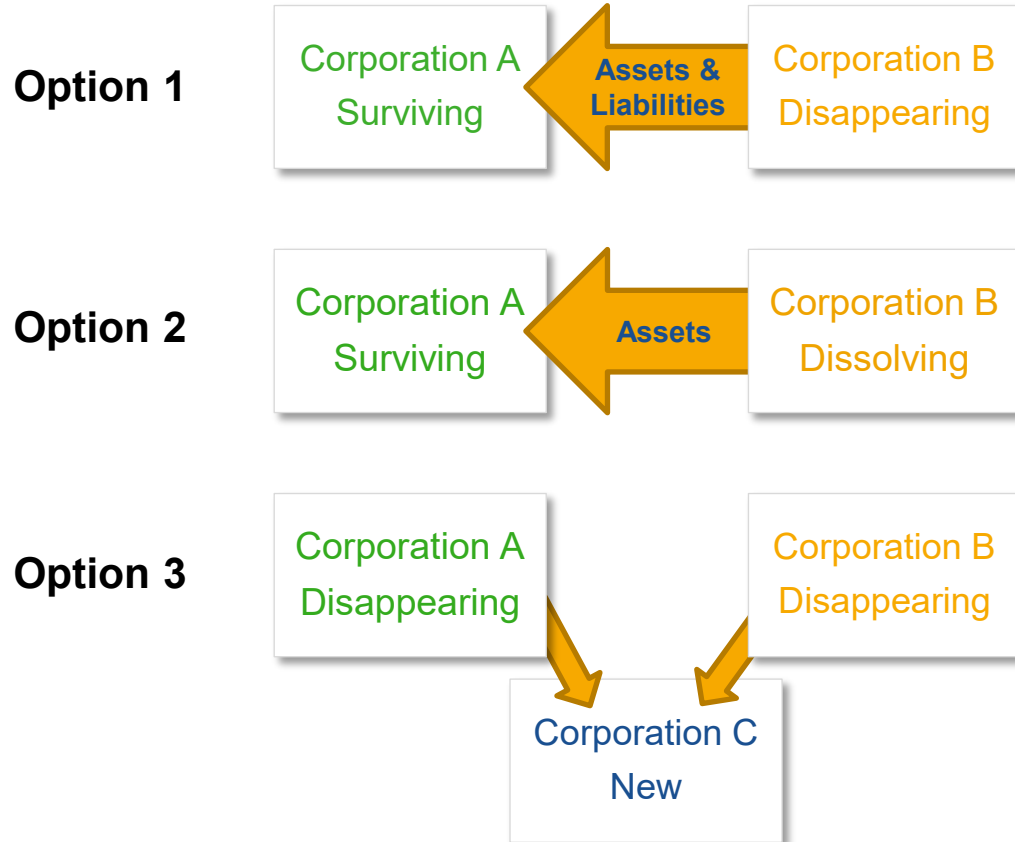 Option 1
Corporation A
Surviving
Assets &
Liabilities
Corporation B
Disappearing
Option 2
Corporation A
Surviving
Assets
Corporation B
Dissolving
Option 3
Corporation A
Disappearing
Corporation B
Disappearing
Corporation C
New